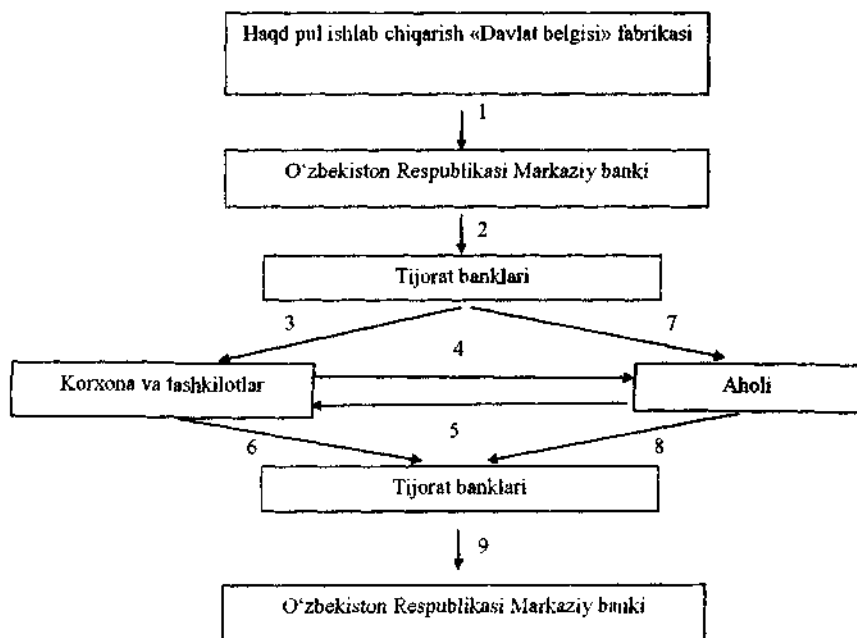 Haqd pul ishlab chiqarish «Davlat belgisi» fabrikasi
1
O‘zbekiston Respublikasi Markaziy banki
2
Tijorat banklari
3
7
4
Korxona va tashkilotlar
Aholi
5
6
8
Tijorat banklari
9
O‘zbekiston Respublikasi Markaziy banki